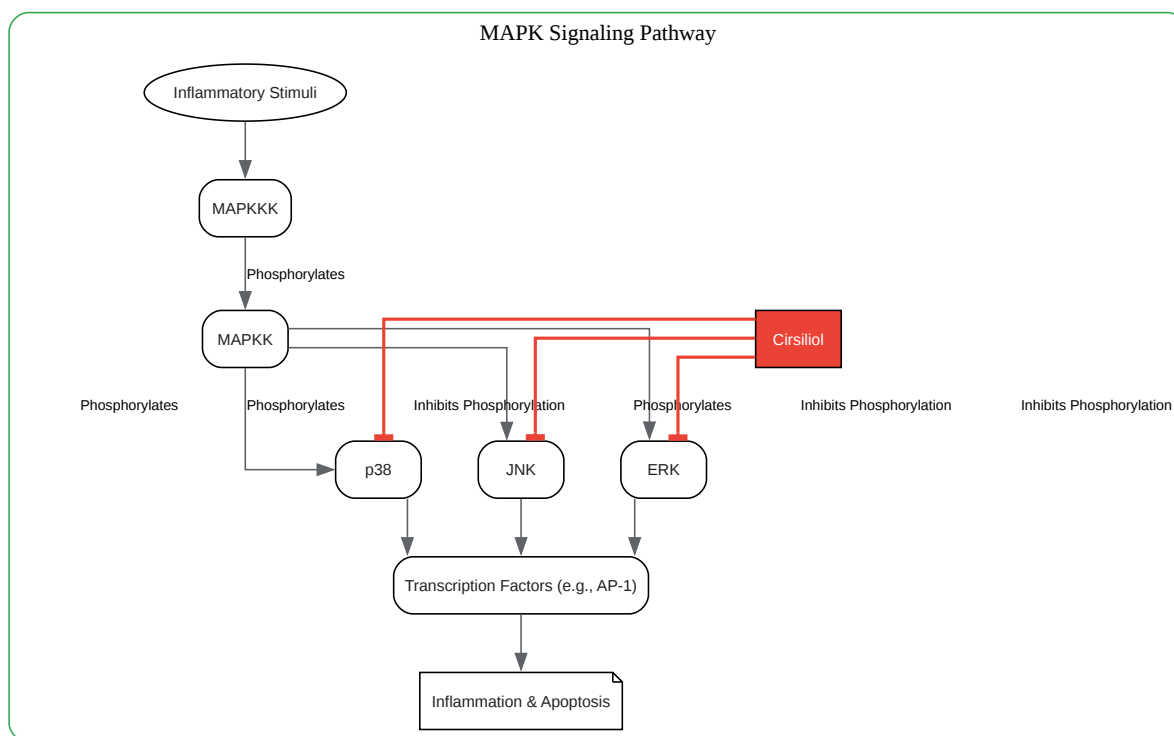 MAPK Signaling Pathway
Inflammatory Stimuli
MAPKKK
Phosphorylates
MAPKK
Cirsiliol
Phosphorylates
Phosphorylates
Inhibits Phosphorylation
Phosphorylates
Inhibits Phosphorylation
Inhibits Phosphorylation
p38
JNK
ERK
Transcription Factors (e.g., AP-1)
Inflammation & Apoptosis